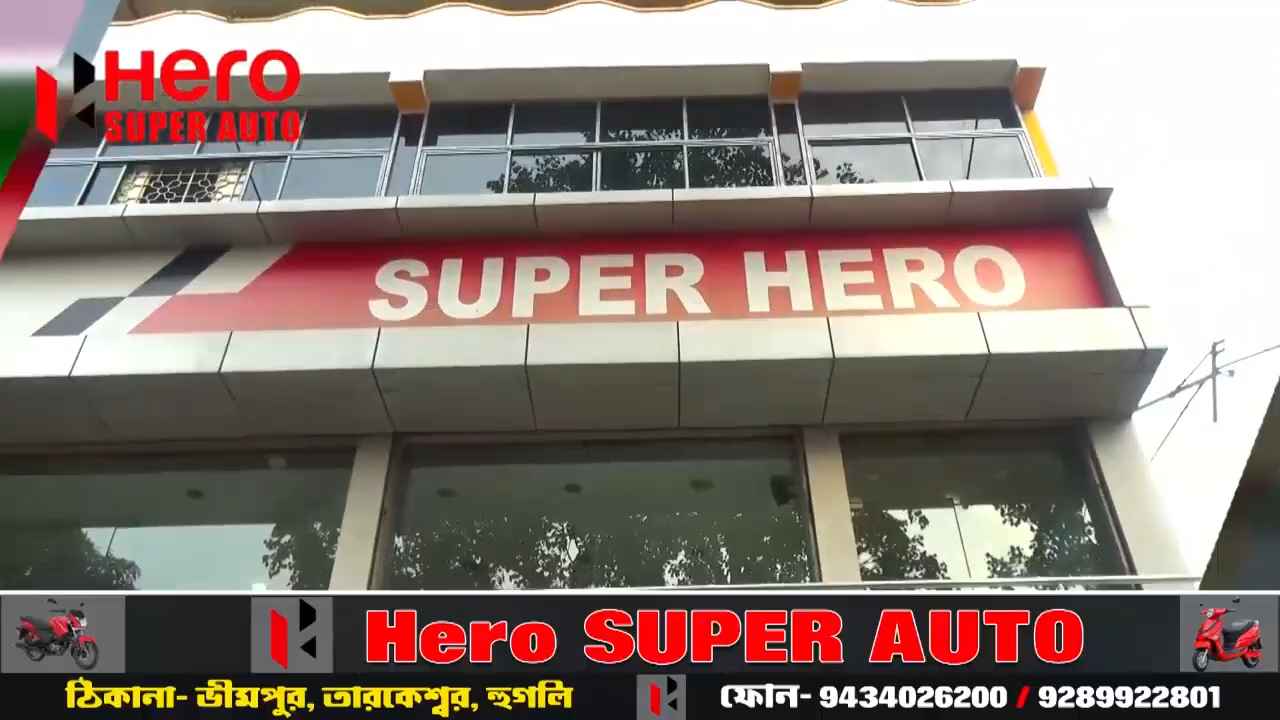 Hero
SUPER AUTO
SUPER HERO
Hero SUPER AUTO
ঠিকানা- ভীমপুর, তারকেশ্বর, হুগলি
ফোন- 9434026200 / 9289922801